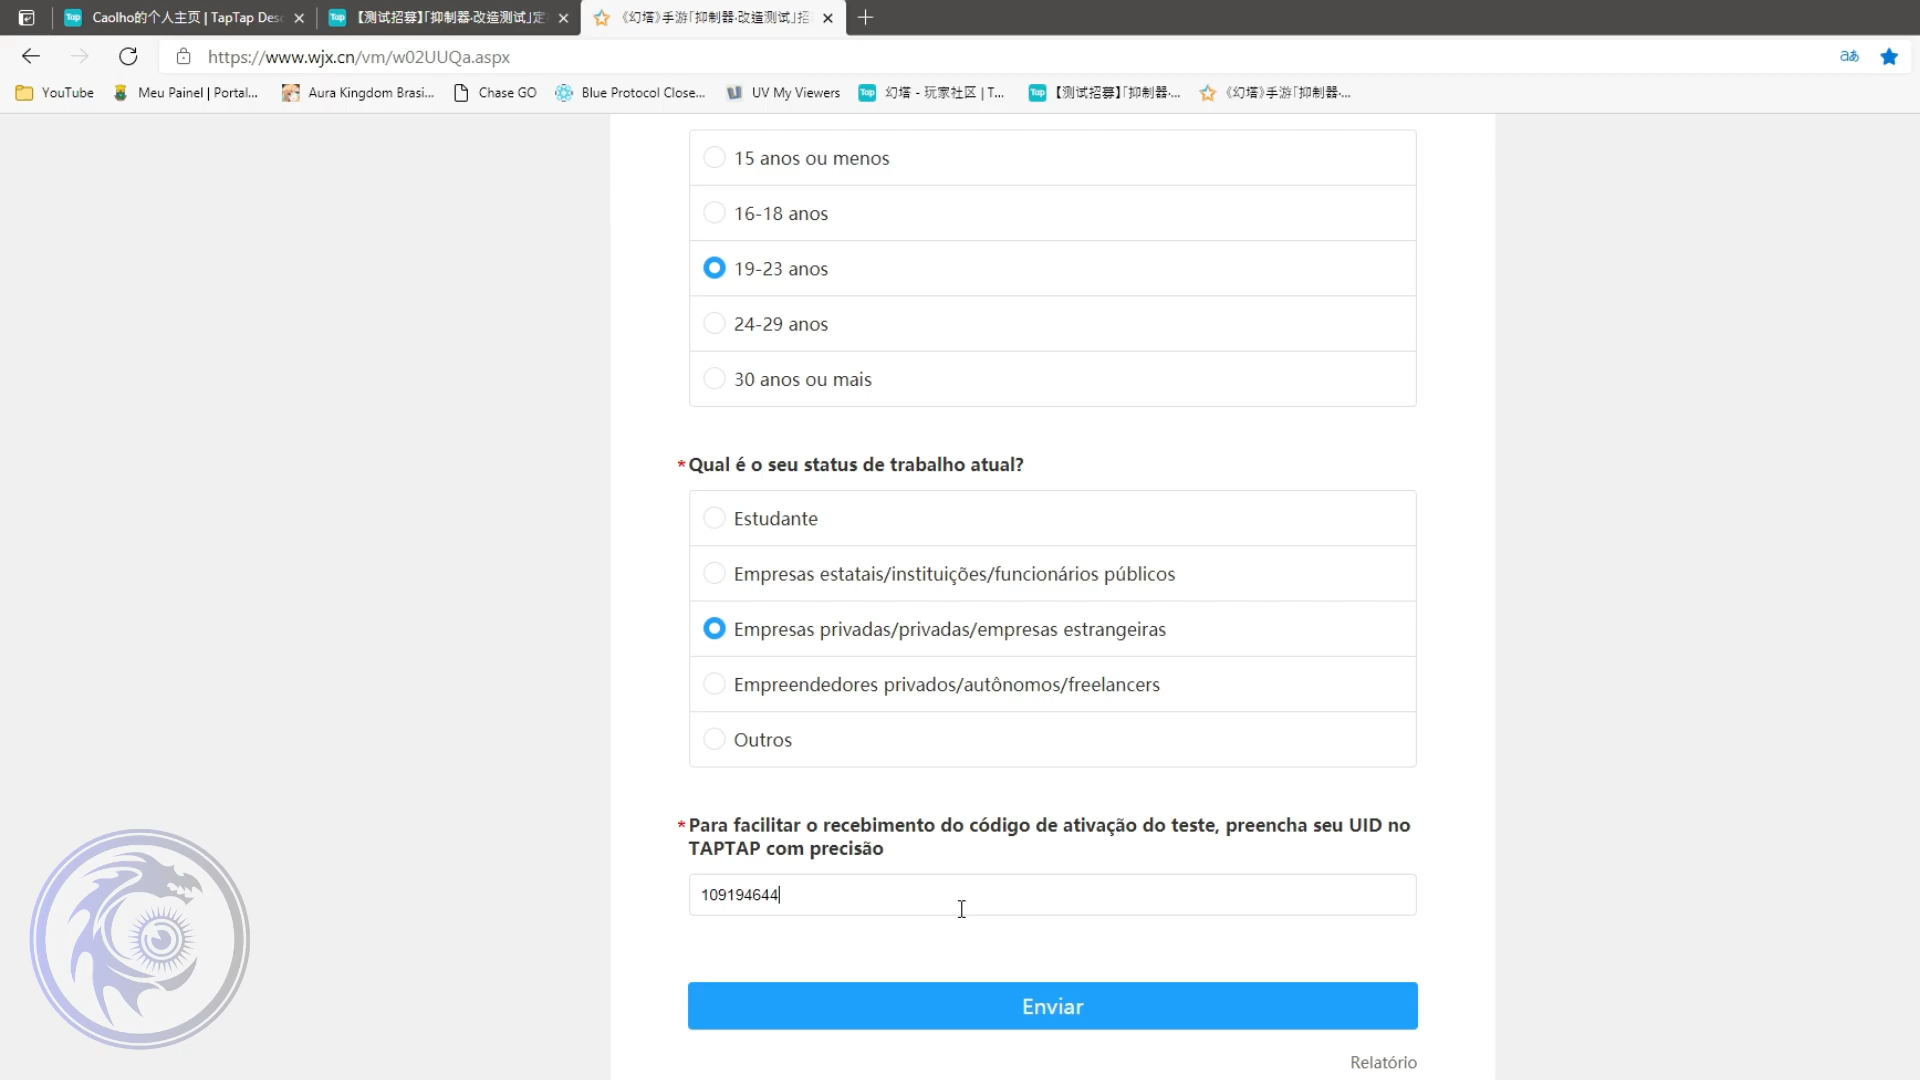 Caolho的个人主页 | TapTap Des
【测试招募】「抑制器·改造测试」定
《幻塔》手游「抑制器·改造测试」招
https://www.wjx.cn/vm/w02UUQa.aspx
aあ
YouTube
Meu Painel | Portal...
Aura Kingdom Brasi...
Chase GO
Blue Protocol Close...
UV My Viewers
Top 幻塔 - 玩家社区 | T...
Top 【测试招募】「抑制器·...
《幻塔》手游「抑制器·...
15 anos ou menos
16-18 anos
19-23 anos
24-29 anos
30 anos ou mais
*Qual é o seu status de trabalho atual?
Estudante
Empresas estatais/instituições/funcionários públicos
Empresas privadas/privadas/empresas estrangeiras
Empreendedores privados/autônomos/freelancers
Outros
*Para facilitar o recebimento do código de ativação do teste, preencha seu UID no
TAPTAP com precisão
109194644
Enviar
Relatório